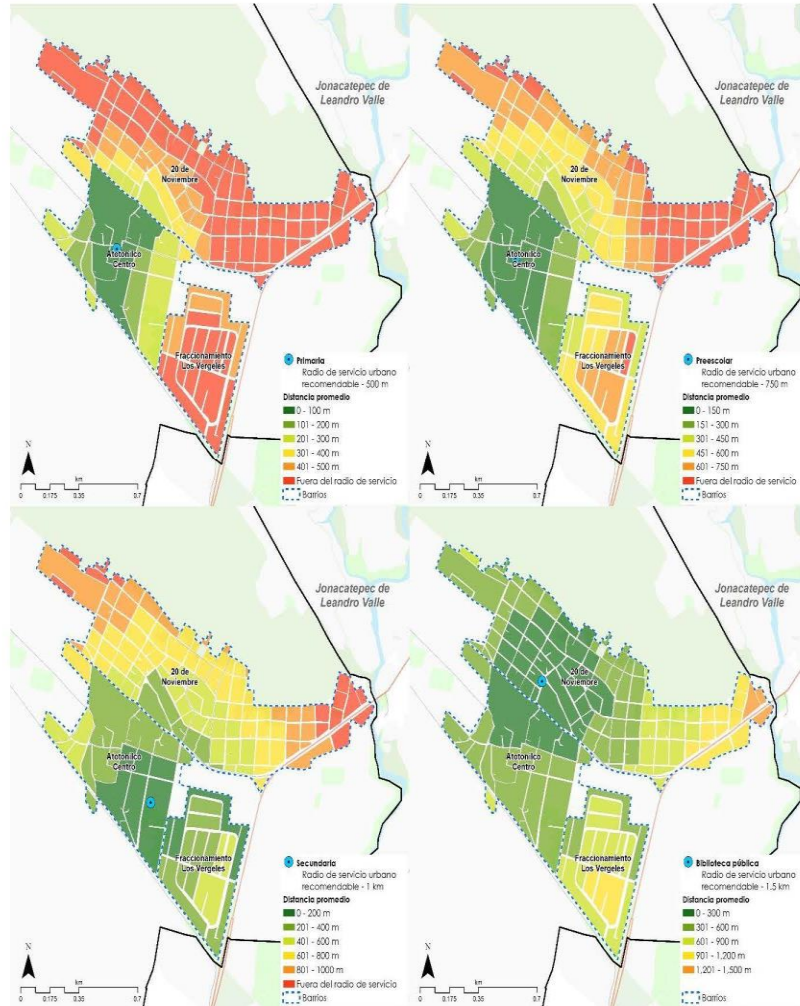 Jonacatepec de
Leandro Valle
20 de
Noviembre
Atotonilco
Centro
Fraccionamiento
Los Vergeles
Primaria
Radio de servicio urbano
recomendable - 500 m
Distancia promedio
0 - 100 m
101 - 200 m
201 - 300 m
301 - 400 m
401 - 500 m
Fuera del radio de servicio
Barrios
N
km
0 0.175 0.35 0.7
Jonacatepec de
Leandro Valle
20 de
Noviembre
Atotonilco
Centro
Fraccionamiento
Los Vergeles
Preescolar
Radio de servicio urbano
recomendable - 750 m
Distancia promedio
0 - 150 m
151 - 300 m
301 - 450 m
451 - 600 m
601 - 750 m
Fuera del radio de servicio
Barrios
N
km
0 0.175 0.35 0.7
Jonacatepec de
Leandro Valle
20 de
Noviembre
Atotonilco
Centro
Fraccionamiento
Los Vergeles
Secundaria
Radio de servicio urbano
recomendable - 1 km
Distancia promedio
0 - 200 m
201 - 400 m
401 - 600 m
601 - 800 m
801 - 1000 m
Fuera del radio de servicio
Barrios
N
km
0 0.175 0.35 0.7
Jonacatepec de
Leandro Valle
20 de
Noviembre
Atotonilco
Centro
Fraccionamiento
Los Vergeles
Biblioteca pública
Radio de servicio urbano
recomendable - 1.5 km
Distancia promedio
0 - 300 m
301 - 600 m
601 - 900 m
901 - 1,200 m
1,201 - 1,500 m
Barrios
N
km
0 0.175 0.35 0.7